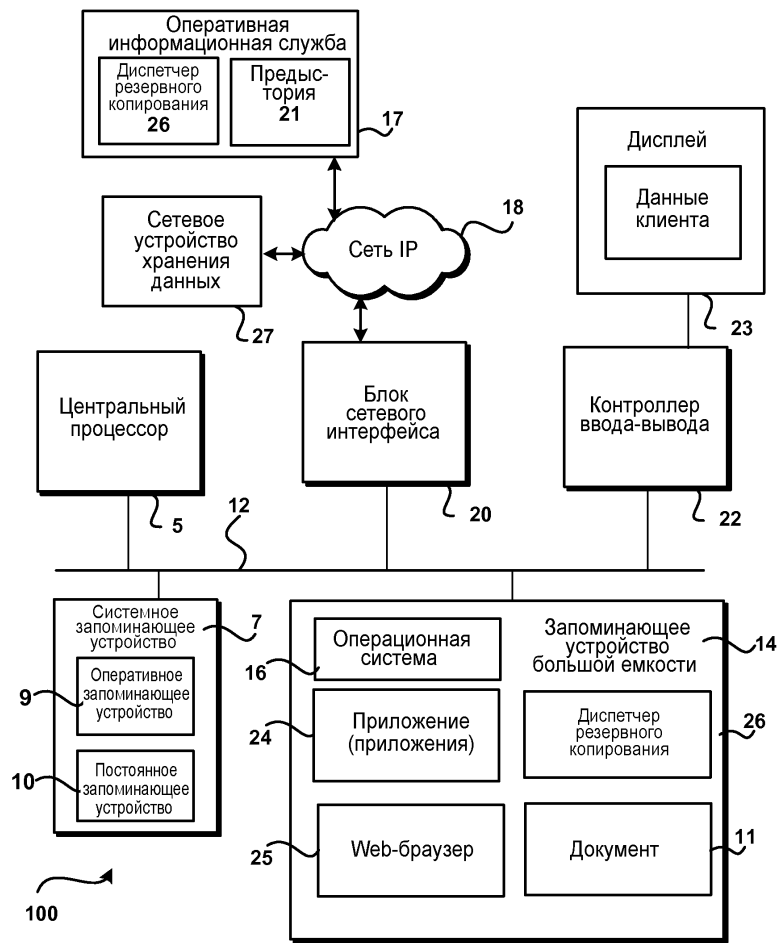 Оперативная
информационная служба
Диспетчер
резервного
копирования
26
Предыс-
тория
21
17
Сетевое
устройство
хранения
данных
27
Сеть IP
18
Дисплей
Данные
клиента
23
Центральный
процессор
5
Блок
сетевого
интерфейса
20
Контроллер
ввода-вывода
22
12
Системное
запоминающее
устройство
7
Оперативное
запоминающее
устройство
9
Постоянное
запоминающее
устройство
10
Операционная
система
16
Запоминающее
устройство
большой емкости
14
Приложение
(приложения)
24
Диспетчер
резервного
копирования
26
Web-браузер
25
Документ
11
100